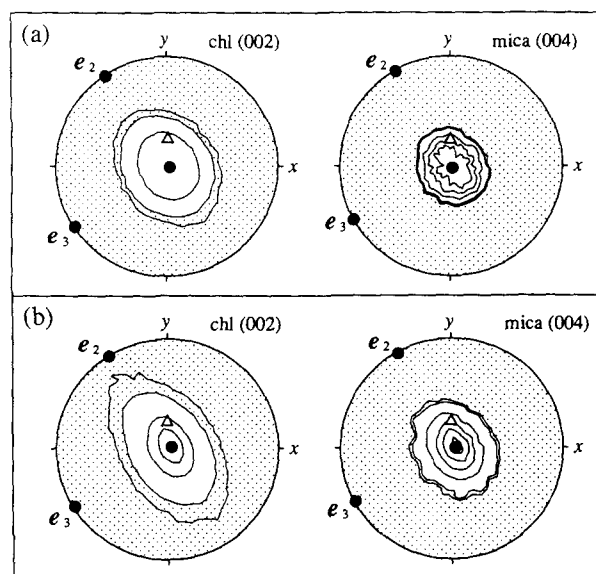 (a)
y chl (002) y mica (004)
e2 e2
x x
e3 e3
(b)
y chl (002) y mica (004)
e2 e2
x x
e3 e3